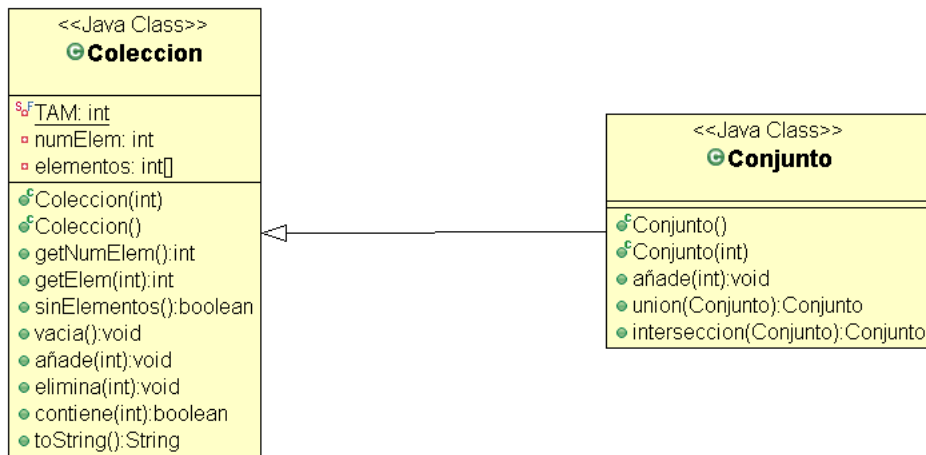 <<Java Class>>
Coleccion
TAM: int
numElem: int
elementos: int[]
Coleccion(int)
Coleccion()
getNumElem():int
getElem(int):int
sinElementos():boolean
vacia():void
añade(int):void
elimina(int):void
contiene(int):boolean
toString():String
<<Java Class>>
Conjunto
Conjunto()
Conjunto(int)
añade(int):void
union(Conjunto):Conjunto
interseccion(Conjunto):Conjunto